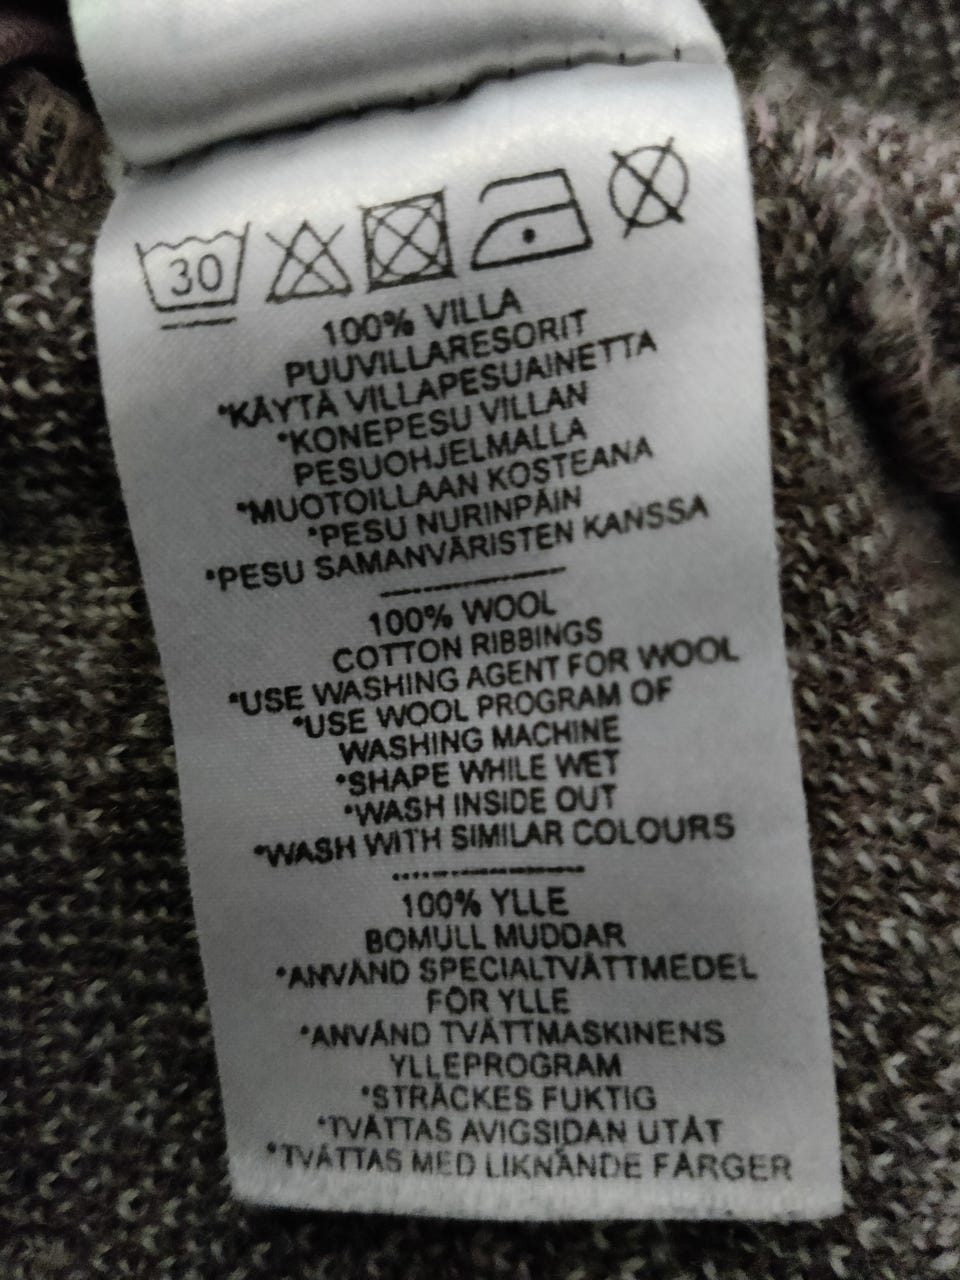 30
100% VILLA
PUUVILLARESORIT
*KÄYTÄ VILLAPESUAINETTA
*KONEPESU VILLAN
PESUOHJELMALLA
*MUOTOILLAAN KOSTEANA
*PESU NURINPÄIN
*PESU SAMANVÄRISTEN KANSSA
100% WOOL
COTTON RIBBINGS
*USE WASHING AGENT FOR WOOL
*USE WOOL PROGRAM OF
WASHING MACHINE
*SHAPE WHILE WET
*WASH INSIDE OUT
*WASH WITH SIMILAR COLOURS
100% YLLE
BOMULL MUDDAR
*ANVÄND SPECIALTVÄTTMEDEL
FÖR YLLE
*ANVÄND TVÄTTMASKINENS
YLLEPROGRAM
*STRÄCKES FUKTIG
*TVÄTTAS AVIGSIDAN UTÅT
*TVÄTTAS MED LIKNÄNDE FÄRGER